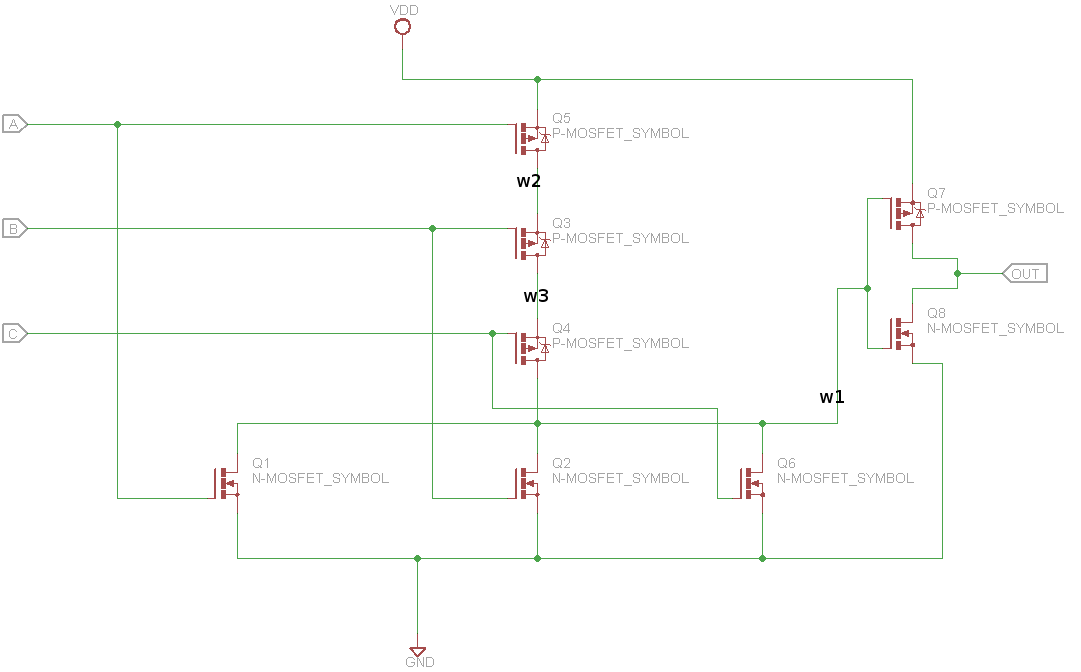 VDD
A
Q5
P-MOSFET_SYMBOL
w2
Q7
P-MOSFET_SYMBOL
B
Q3
P-MOSFET_SYMBOL
OUT
w3
C
Q4
P-MOSFET_SYMBOL
Q8
N-MOSFET_SYMBOL
w1
Q1
N-MOSFET_SYMBOL
Q2
N-MOSFET_SYMBOL
Q6
N-MOSFET_SYMBOL
GND